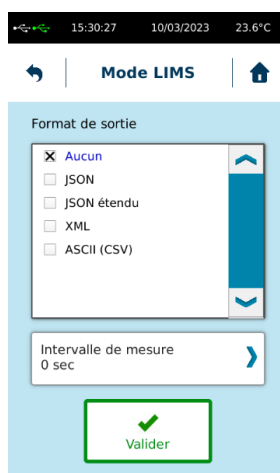 15:30:27 10/03/2023 23.6°C
Mode LIMS
Format de sortie
Aucun
JSON
JSON étendu
XML
ASCII (CSV)
Intervalle de mesure
0 sec
Valider